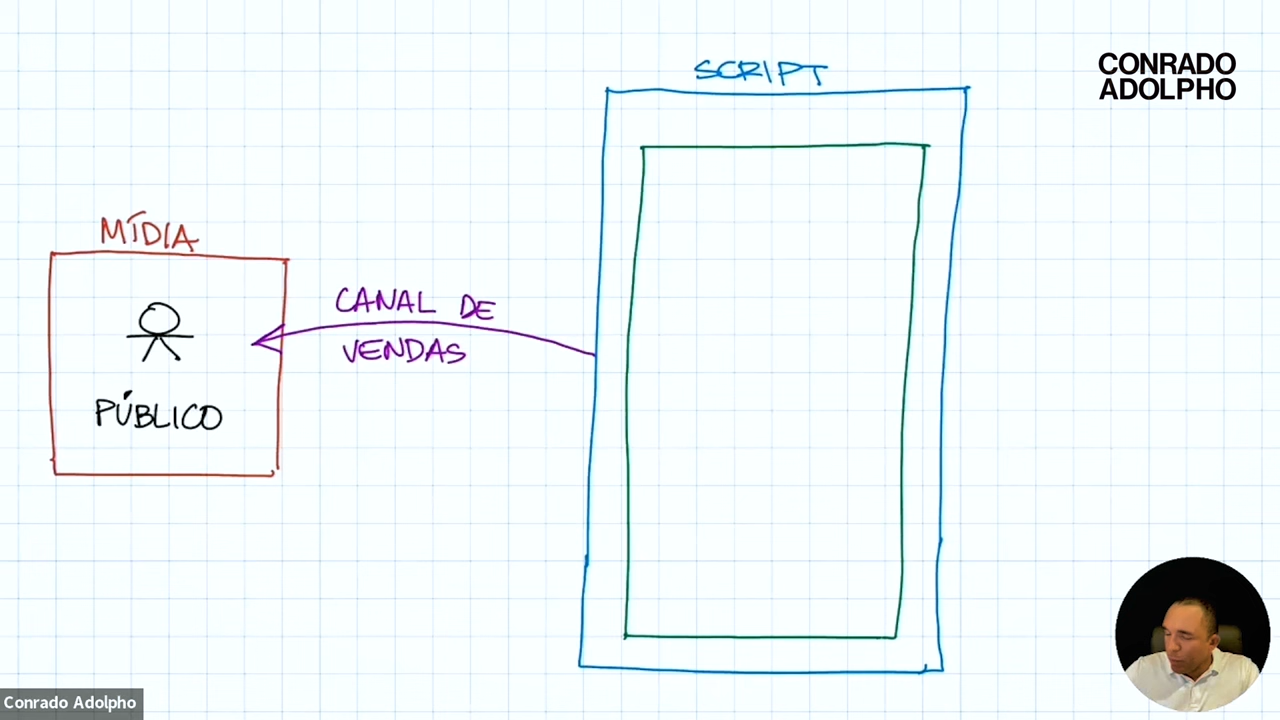 SCRIPT
CONRADO
ADOLPHO
MÍDIA
CANAL DE
VENDAS
PÚBLICO
Conrado Adolpho